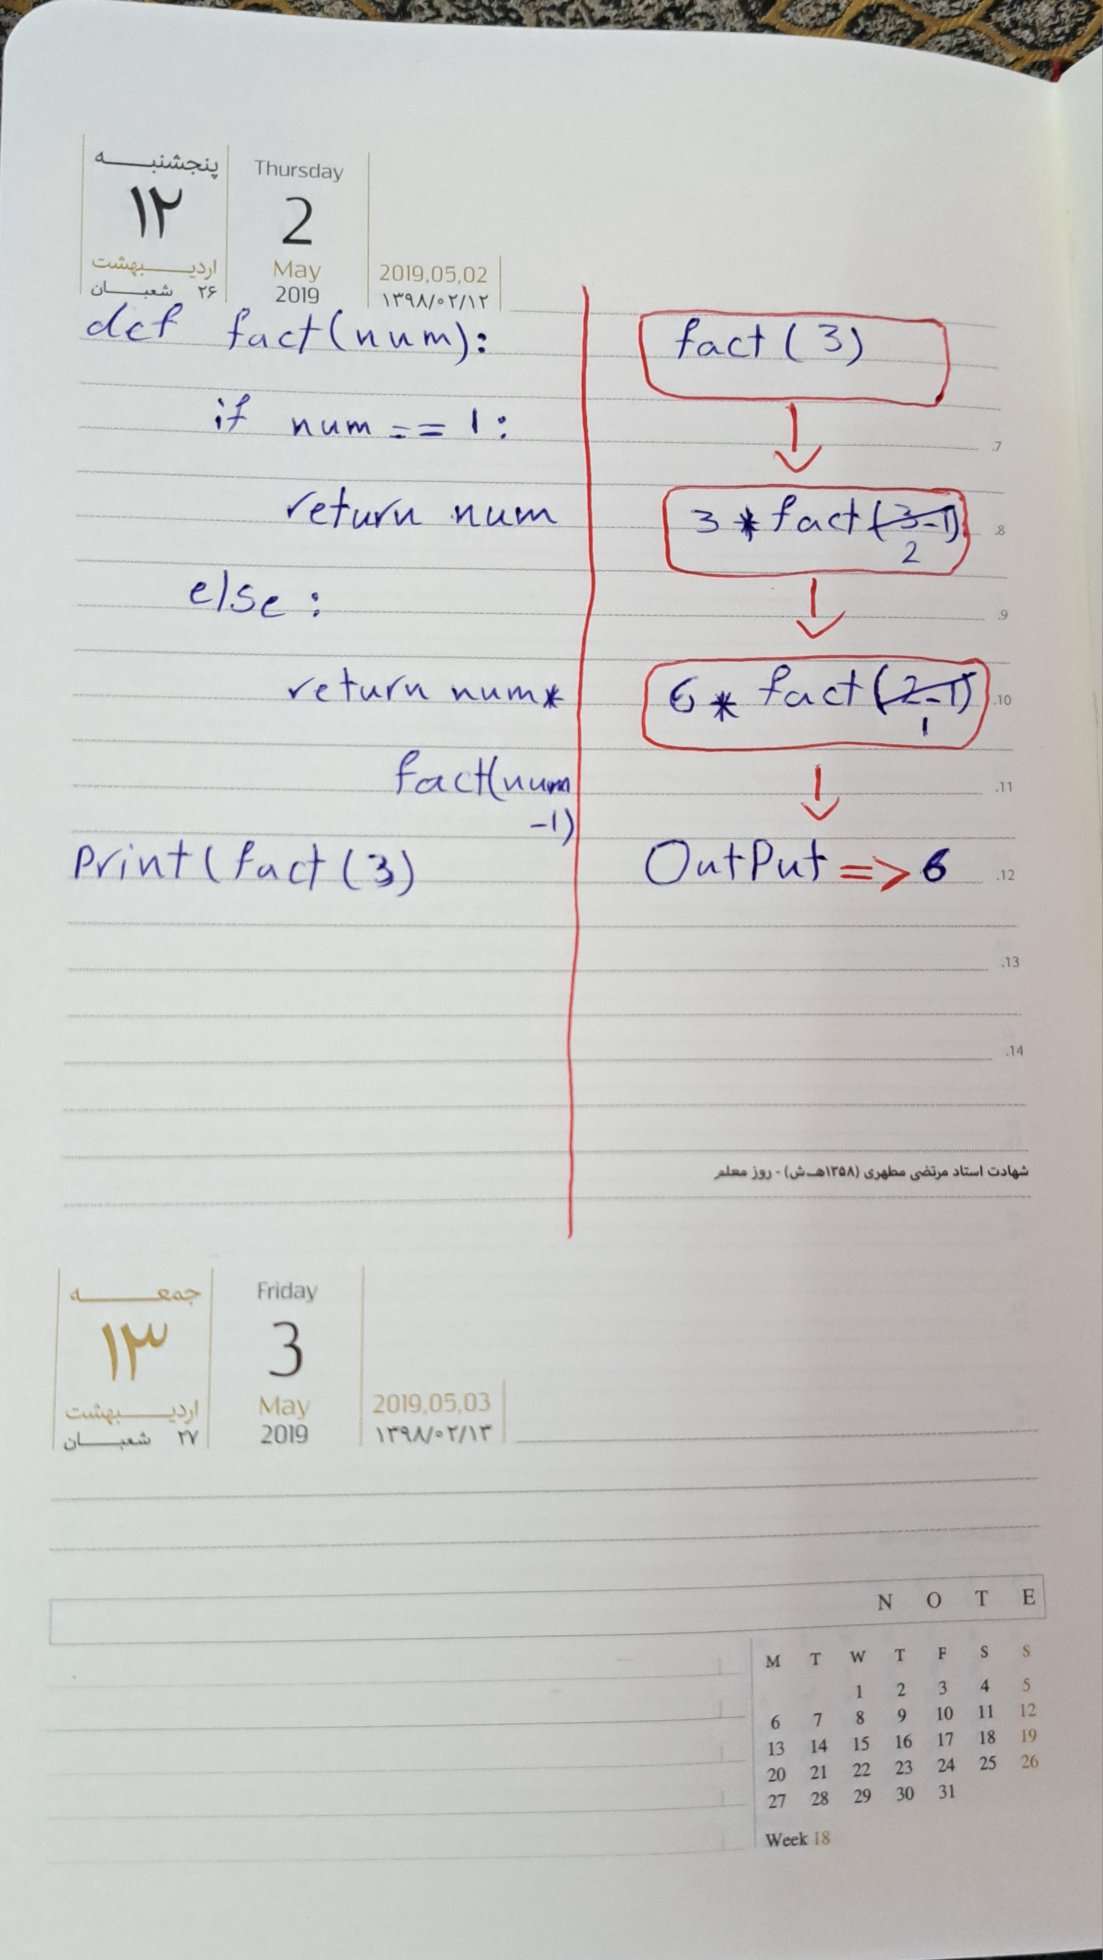 پنجشنبه
۱۲
اردیبهشت
۲۶ شعبان
Thursday
2
May
2019
2019,05,02
۱۳۹۸/۰۲/۱۲
def fact(num):
if num == 1:
return num
else:
return num*
fact(num
-1)
Print(fact(3)
fact(3)
3*fact(3-1)
2
6*fact(2-1)
1
OutPut => 6
.7
.8
.9
.10
.11
.12
.13
.14
شهادت استاد مرتضی مطهری (۱۳۵۸هـ.ش) - روز معلم
جمعه
۱۳
اردیبهشت
۲۷ شعبان
Friday
3
May
2019
2019,05,03
۱۳۹۸/۰۲/۱۳
NOTE
M T W T F S S
1 2 3 4 5
6 7 8 9 10 11 12
13 14 15 16 17 18 19
20 21 22 23 24 25 26
27 28 29 30 31
Week 18